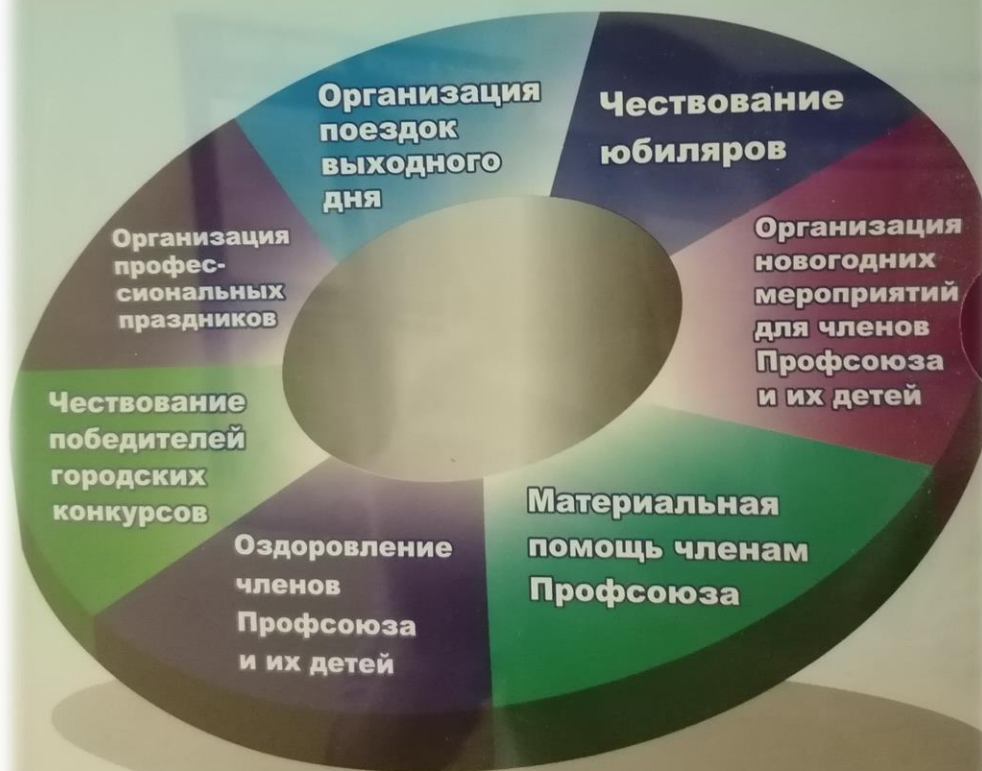 Организация
поездок
выходного
дня
Чествование
юбиляров
Организация
новогодних
мероприятий
для членов
Профсоюза
и их детей
Материальная
помощь членам
Профсоюза
Оздоровление
членов
Профсоюза
и их детей
Чествование
победителей
городских
конкурсов
Организация
профес-
сиональных
праздников